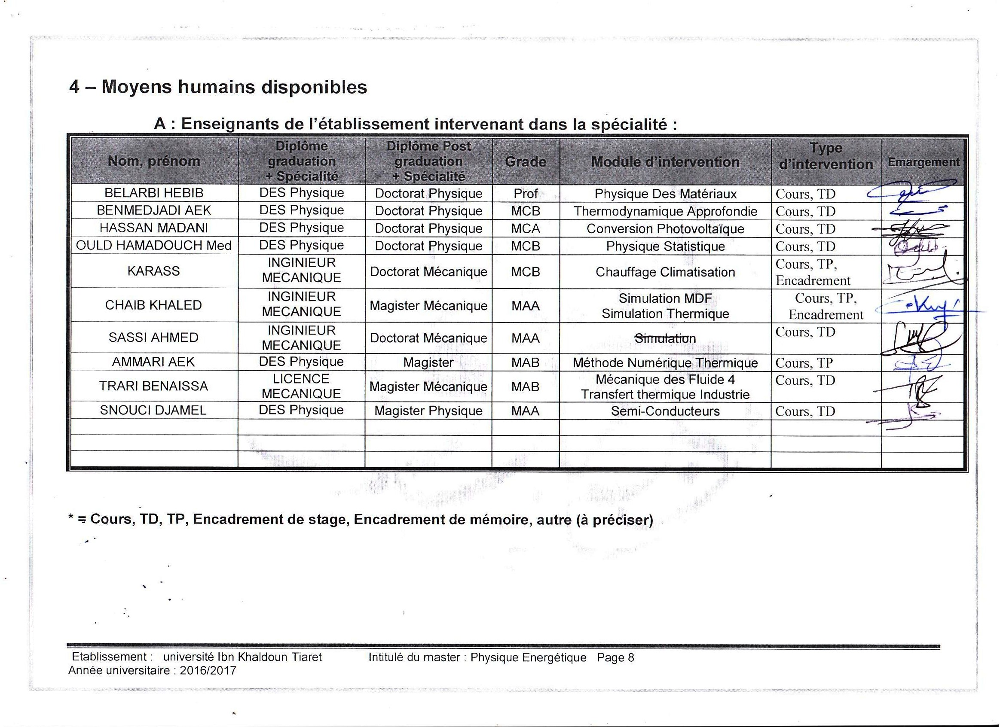 4 – Moyens humains disponibles
A : Enseignants de l'établissement intervenant dans la spécialité :
Nom, prénom | Diplôme graduation + Spécialité | Diplôme Post graduation + Spécialité | Grade | Module d'intervention | Type d'intervention | Emargement
BELARBI HEBIB | DES Physique | Doctorat Physique | Prof | Physique Des Matériaux | Cours, TD
BENMEDJADI AEK | DES Physique | Doctorat Physique | MCB | Thermodynamique Approfondie | Cours, TD
HASSAN MADANI | DES Physique | Doctorat Physique | MCA | Conversion Photovoltaïque | Cours, TD
OULD HAMADOUCH Med | DES Physique | Doctorat Physique | MCB | Physique Statistique | Cours, TD
KARASS | INGINIEUR MECANIQUE | Doctorat Mécanique | MCB | Chauffage Climatisation | Cours, TP, Encadrement
CHAIB KHALED | INGINIEUR MECANIQUE | Magister Mécanique | MAA | Simulation MDF Simulation Thermique | Cours, TP, Encadrement
SASSI AHMED | INGINIEUR MECANIQUE | Doctorat Mécanique | MAA | Simulation | Cours, TD
AMMARI AEK | DES Physique | Magister | MAB | Méthode Numérique Thermique | Cours, TP
TRARI BENAISSA | LICENCE MECANIQUE | Magister Mécanique | MAB | Mécanique des Fluide 4 Transfert thermique Industrie | Cours, TD
SNOUCI DJAMEL | DES Physique | Magister Physique | MAA | Semi-Conducteurs | Cours, TD
* = Cours, TD, TP, Encadrement de stage, Encadrement de mémoire, autre (à préciser)
Etablissement : université Ibn Khaldoun Tiaret Intitulé du master : Physique Energétique Page 8
Année universitaire : 2016/2017